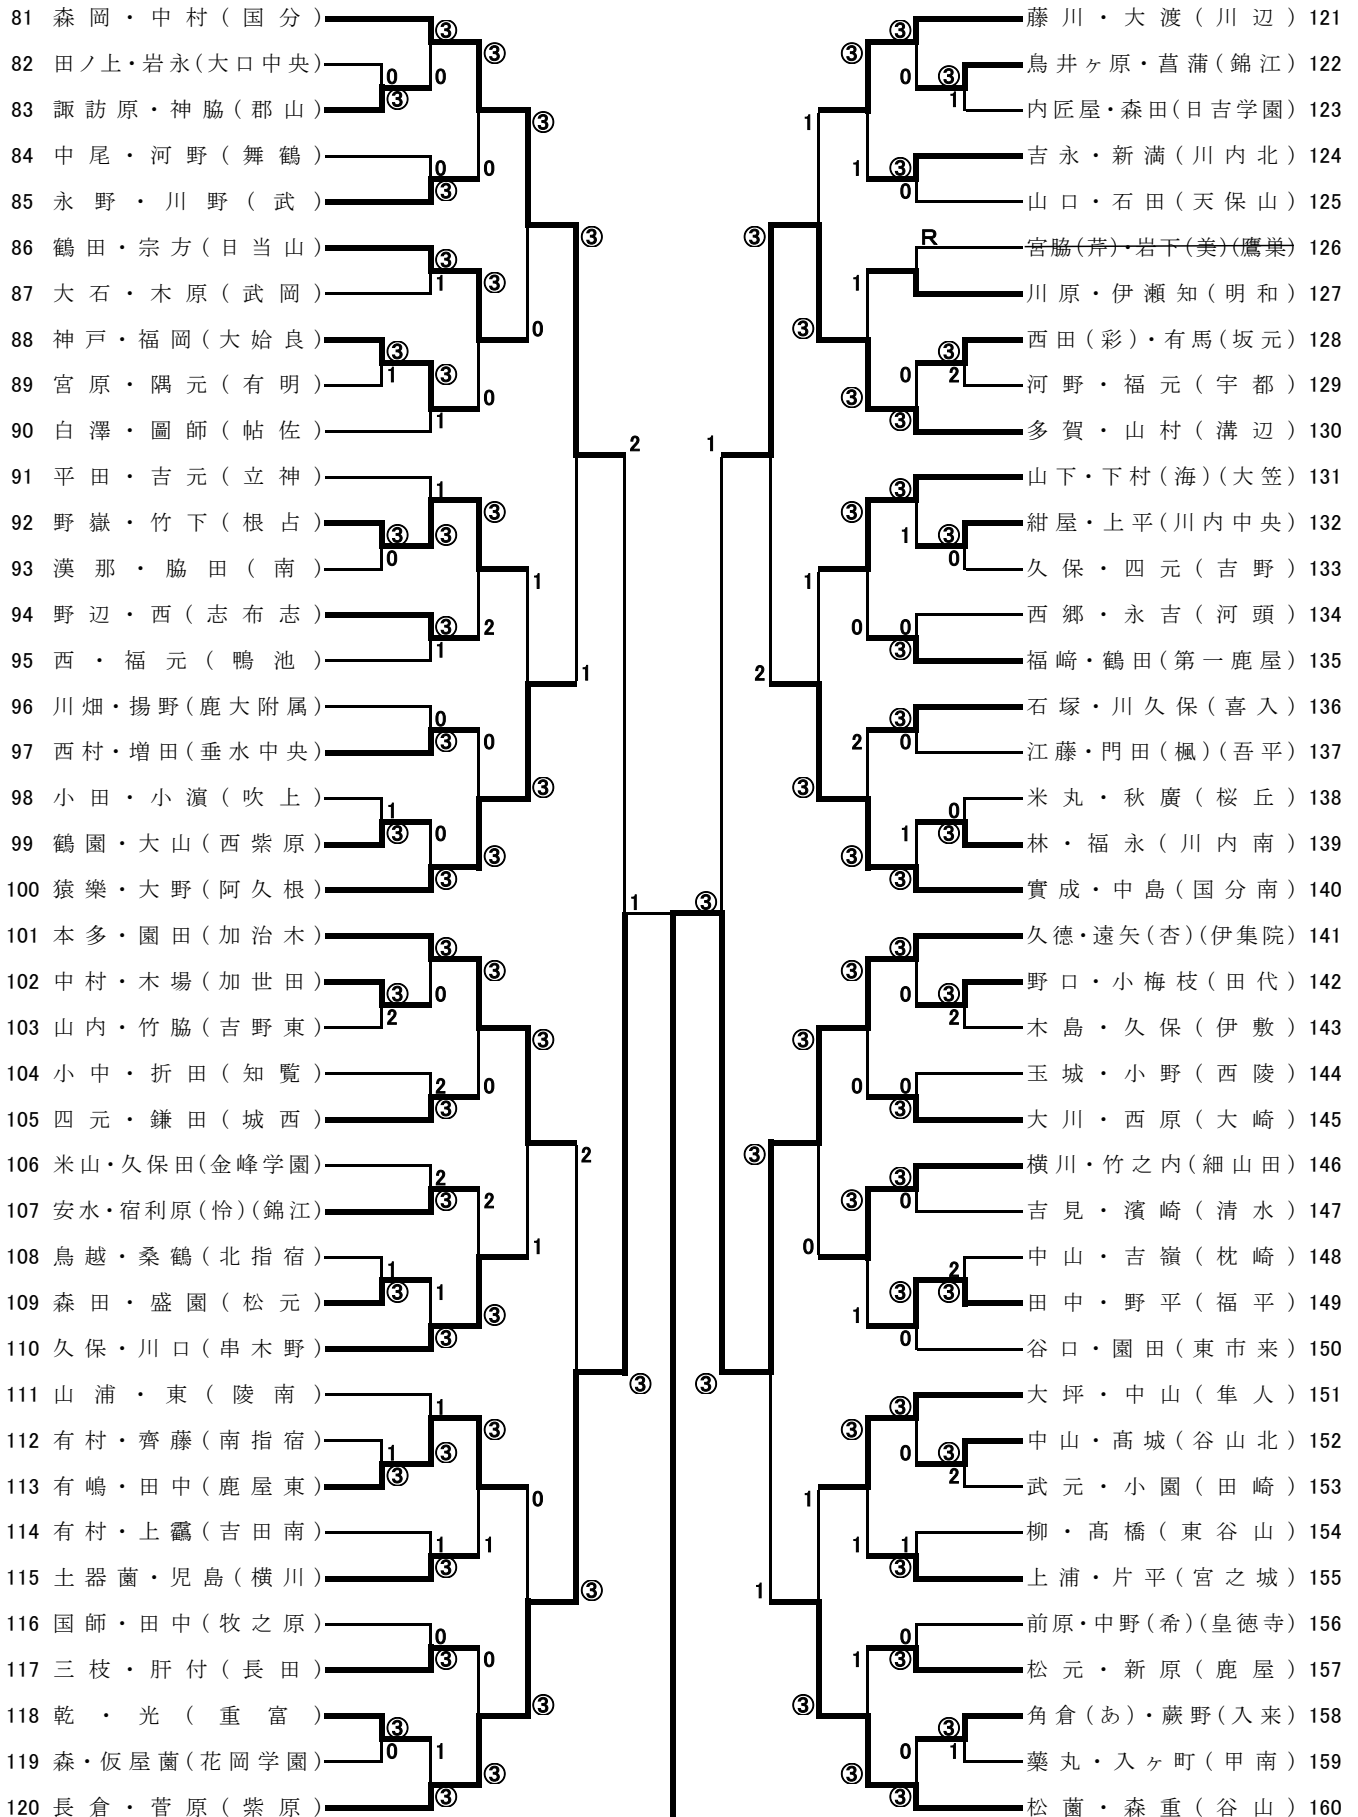 81 森岡・中村(国分)
82 田ノ上・岩永(大口中央)
83 諏訪原・神脇(郡山)
84 中尾・河野(舞鶴)
85 永野・川野(武)
86 鶴田・宗方(日当山)
87 大石・木原(武岡)
88 神戸・福岡(大姶良)
89 宮原・隅元(有明)
90 白澤・圖師(帖佐)
91 平田・吉元(立神)
92 野嶽・竹下(根占)
93 漢那・脇田(南)
94 野辺・西(志布志)
95 西・福元(鴨池)
96 川畑・揚野(鹿大附属)
97 西村・増田(垂水中央)
98 小田・小濵(吹上)
99 鶴園・大山(西紫原)
100 猿樂・大野(阿久根)
101 本多・園田(加治木)
102 中村・木場(加世田)
103 山内・竹脇(吉野東)
104 小中・折田(知覧)
105 四元・鎌田(城西)
106 米山・久保田(金峰学園)
107 安水・宿利原(怜)(錦江)
108 鳥越・桑鶴(北指宿)
109 森田・盛園(松元)
110 久保・川口(串木野)
111 山浦・東(陵南)
112 有村・齊藤(南指宿)
113 有嶋・田中(鹿屋東)
114 有村・上靏(吉田南)
115 土器薗・児島(横川)
116 国師・田中(牧之原)
117 三枝・肝付(長田)
118 乾・光(重富)
119 森・仮屋薗(花岡学園)
120 長倉・菅原(紫原)
藤川・大渡(川辺) 121
鳥井ヶ原・菖蒲(錦江) 122
内匠屋・森田(日吉学園) 123
吉永・新満(川内北) 124
山口・石田(天保山) 125
R
宮脇(芹)・岩下(美)(鷹巣) 126
川原・伊瀬知(明和) 127
西田(彩)・有馬(坂元) 128
河野・福元(宇都) 129
多賀・山村(溝辺) 130
山下・下村(海)(大笠) 131
紺屋・上平(川内中央) 132
久保・四元(吉野) 133
西郷・永吉(河頭) 134
福﨑・鶴田(第一鹿屋) 135
石塚・川久保(喜入) 136
江藤・門田(楓)(吾平) 137
米丸・秋廣(桜丘) 138
林・福永(川内南) 139
實成・中島(国分南) 140
久德・遠矢(杏)(伊集院) 141
野口・小梅枝(田代) 142
木島・久保(伊敷) 143
玉城・小野(西陵) 144
大川・西原(大崎) 145
横川・竹之内(細山田) 146
吉見・濱崎(清水) 147
中山・吉嶺(枕崎) 148
田中・野平(福平) 149
谷口・園田(東市来) 150
大坪・中山(隼人) 151
中山・髙城(谷山北) 152
武元・小園(田崎) 153
柳・髙橋(東谷山) 154
上浦・片平(宮之城) 155
前原・中野(希)(皇徳寺) 156
松元・新原(鹿屋) 157
角倉(あ)・蕨野(入来) 158
薬丸・入ヶ町(甲南) 159
松薗・森重(谷山) 160